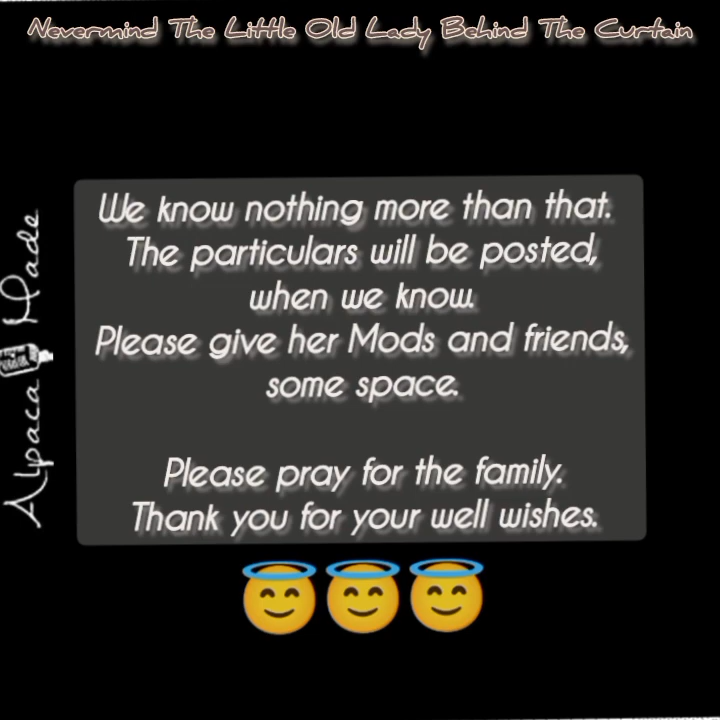 Nevermind The Little Old Lady Behind The Curtain
We know nothing more than that.
The particulars will be posted,
when we know.
Please give her Mods and friends,
some space.
Please pray for the family.
Thank you for your well wishes.
Alpaca Made